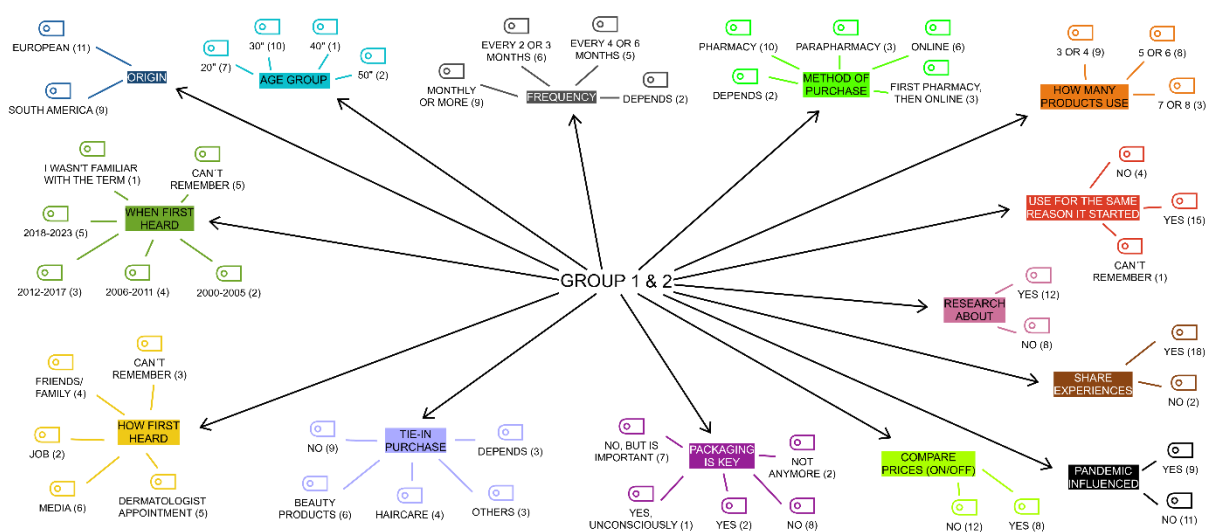 EUROPEAN (11)
ORIGIN
SOUTH AMERICA (9)
20" (7)
30" (10)
40" (1)
50" (2)
AGE GROUP
MONTHLY
OR MORE (9)
EVERY 2 OR 3
MONTHS (6)
EVERY 4 OR 6
MONTHS (5)
DEPENDS (2)
FREQUENCY
PHARMACY (10)
PARAPHARMACY (3)
ONLINE (6)
DEPENDS (2)
METHOD OF
PURCHASE
FIRST PHARMACY,
THEN ONLINE (3)
3 OR 4 (9)
5 OR 6 (8)
HOW MANY
PRODUCTS USE
7 OR 8 (3)
I WASN'T FAMILIAR
WITH THE TERM (1)
CAN´T
REMEMBER (5)
WHEN FIRST
HEARD
2018-2023 (5)
2012-2017 (3)
2006-2011 (4)
2000-2005 (2)
NO (4)
USE FOR THE SAME
REASON IT STARTED
YES (15)
CAN´T
REMEMBER (1)
GROUP 1 & 2
RESEARCH
ABOUT
YES (12)
NO (8)
SHARE
EXPERIENCES
YES (18)
NO (2)
FRIENDS/
FAMILY (4)
CAN´T
REMEMBER (3)
HOW FIRST
HEARD
JOB (2)
MEDIA (6)
DERMATOLOGIST
APPOINTMENT (5)
NO (9)
TIE-IN
PURCHASE
DEPENDS (3)
BEAUTY
PRODUCTS (6)
HAIRCARE (4)
OTHERS (3)
NO, BUT IS
IMPORTANT (7)
PACKAGING
IS KEY
NOT
ANYMORE (2)
YES,
UNCONSCIOUSLY (1)
YES (2)
NO (8)
COMPARE
PRICES (ON/OFF)
NO (12)
YES (8)
PANDEMIC
INFLUENCED
YES (9)
NO (11)